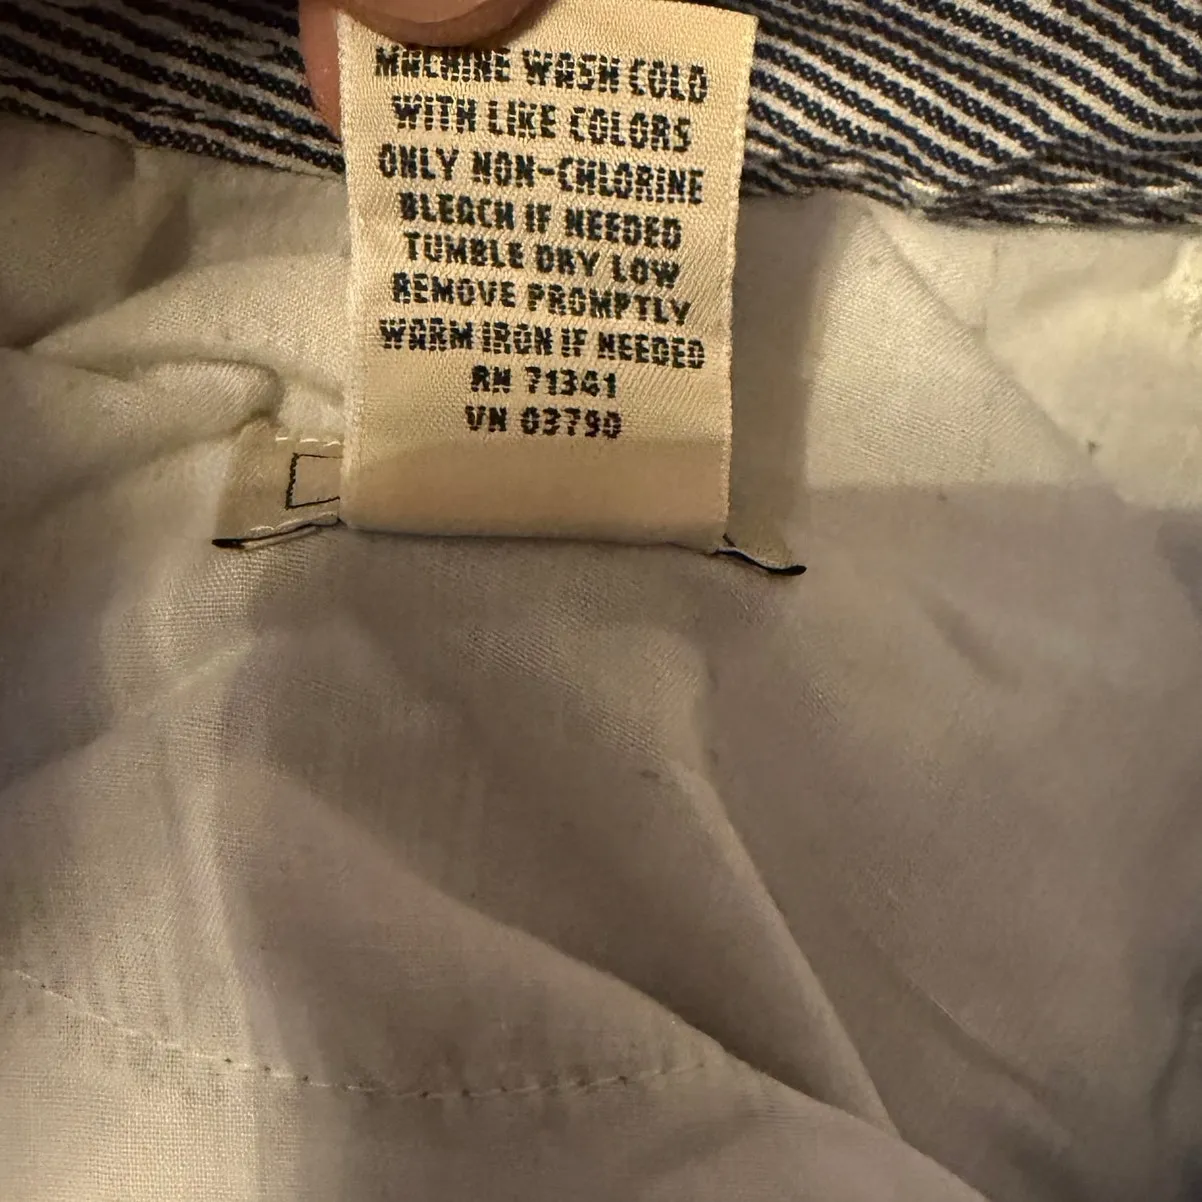 MACHINE WASH COLD
WITH LIKE COLORS
ONLY NON-CHLORINE
BLEACH IF NEEDED
TUMBLE DRY LOW
REMOVE PROMPTLY
WARM IRON IF NEEDED
RN 71341
VN 03790